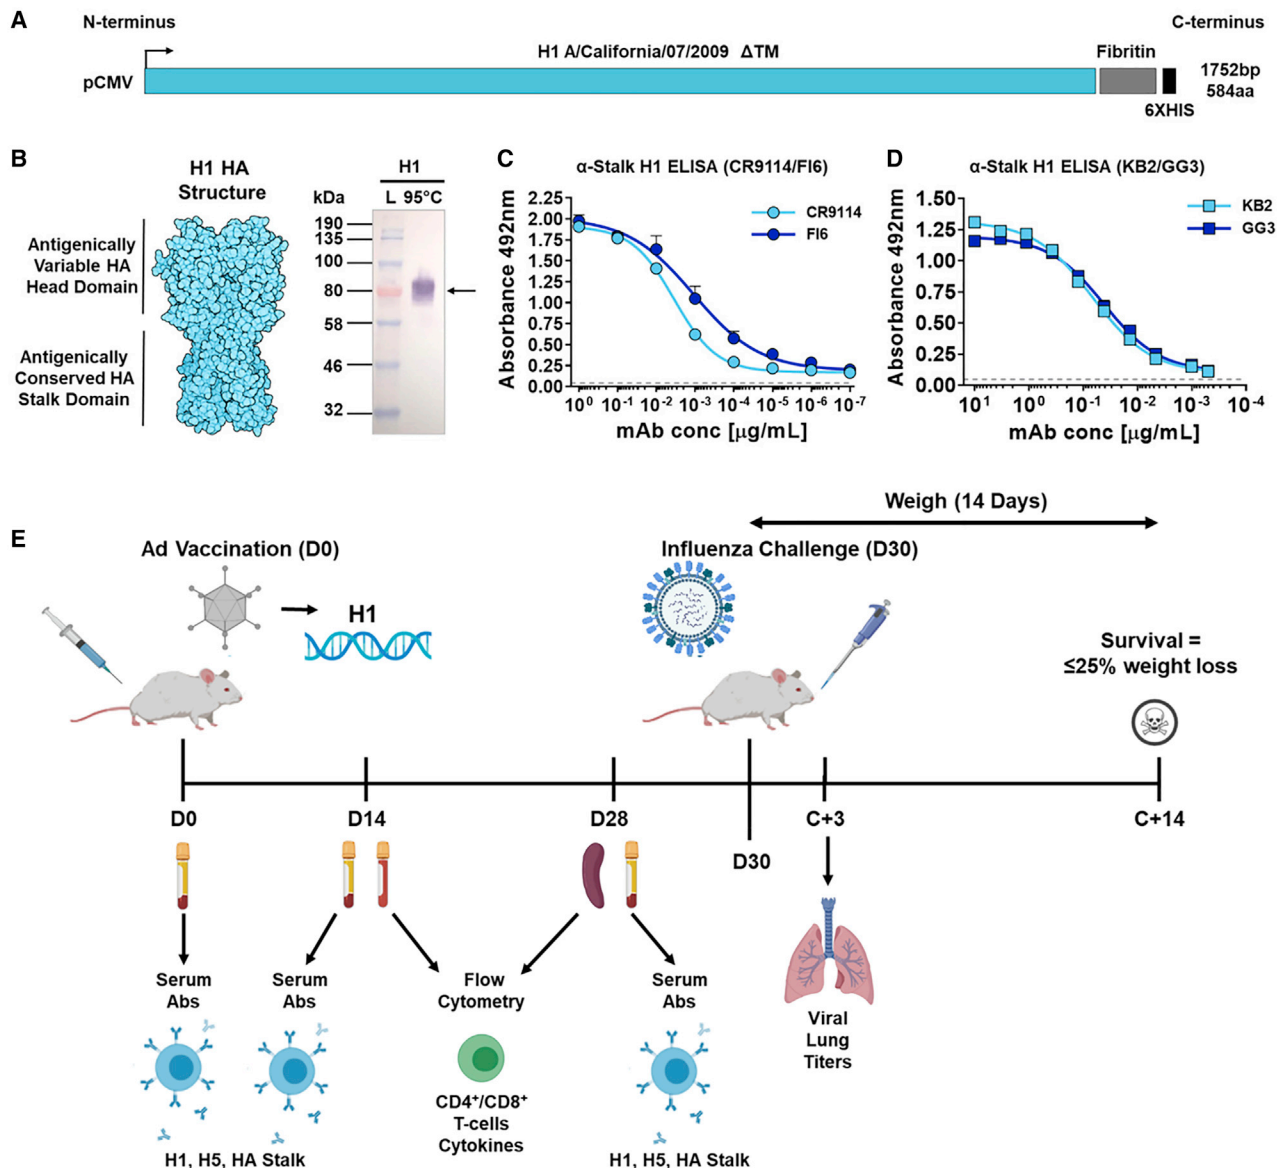 A
N-terminus
C-terminus
H1 A/California/07/2009 ΔTM
Fibritin
pCMV
1752bp
584aa
6XHIS
B
H1 HA
Structure
Antigenically
Variable HA
Head Domain
Antigenically
Conserved HA
Stalk Domain
H1
kDa
L 95°C
190
135
100
80
58
46
32
C
α-Stalk H1 ELISA (CR9114/FI6)
Absorbance 492nm
2.25
2.00
1.75
1.50
1.25
1.00
0.75
0.50
0.25
0.00
CR9114
FI6
10⁰ 10⁻¹ 10⁻² 10⁻³ 10⁻⁴ 10⁻⁵ 10⁻⁶ 10⁻⁷
mAb conc [μg/mL]
D
α-Stalk H1 ELISA (KB2/GG3)
Absorbance 492nm
1.50
1.25
1.00
0.75
0.50
0.25
0.00
KB2
GG3
10¹ 10⁰ 10⁻¹ 10⁻² 10⁻³ 10⁻⁴
mAb conc [μg/mL]
E
Weigh (14 Days)
Ad Vaccination (D0)
Influenza Challenge (D30)
H1
Survival =
≤25% weight loss
D0
D14
D28
D30
C+3
C+14
Serum
Abs
Serum
Abs
Flow
Cytometry
Serum
Abs
Viral
Lung
Titers
CD4⁺/CD8⁺
T-cells
Cytokines
H1, H5, HA Stalk
H1, H5, HA Stalk